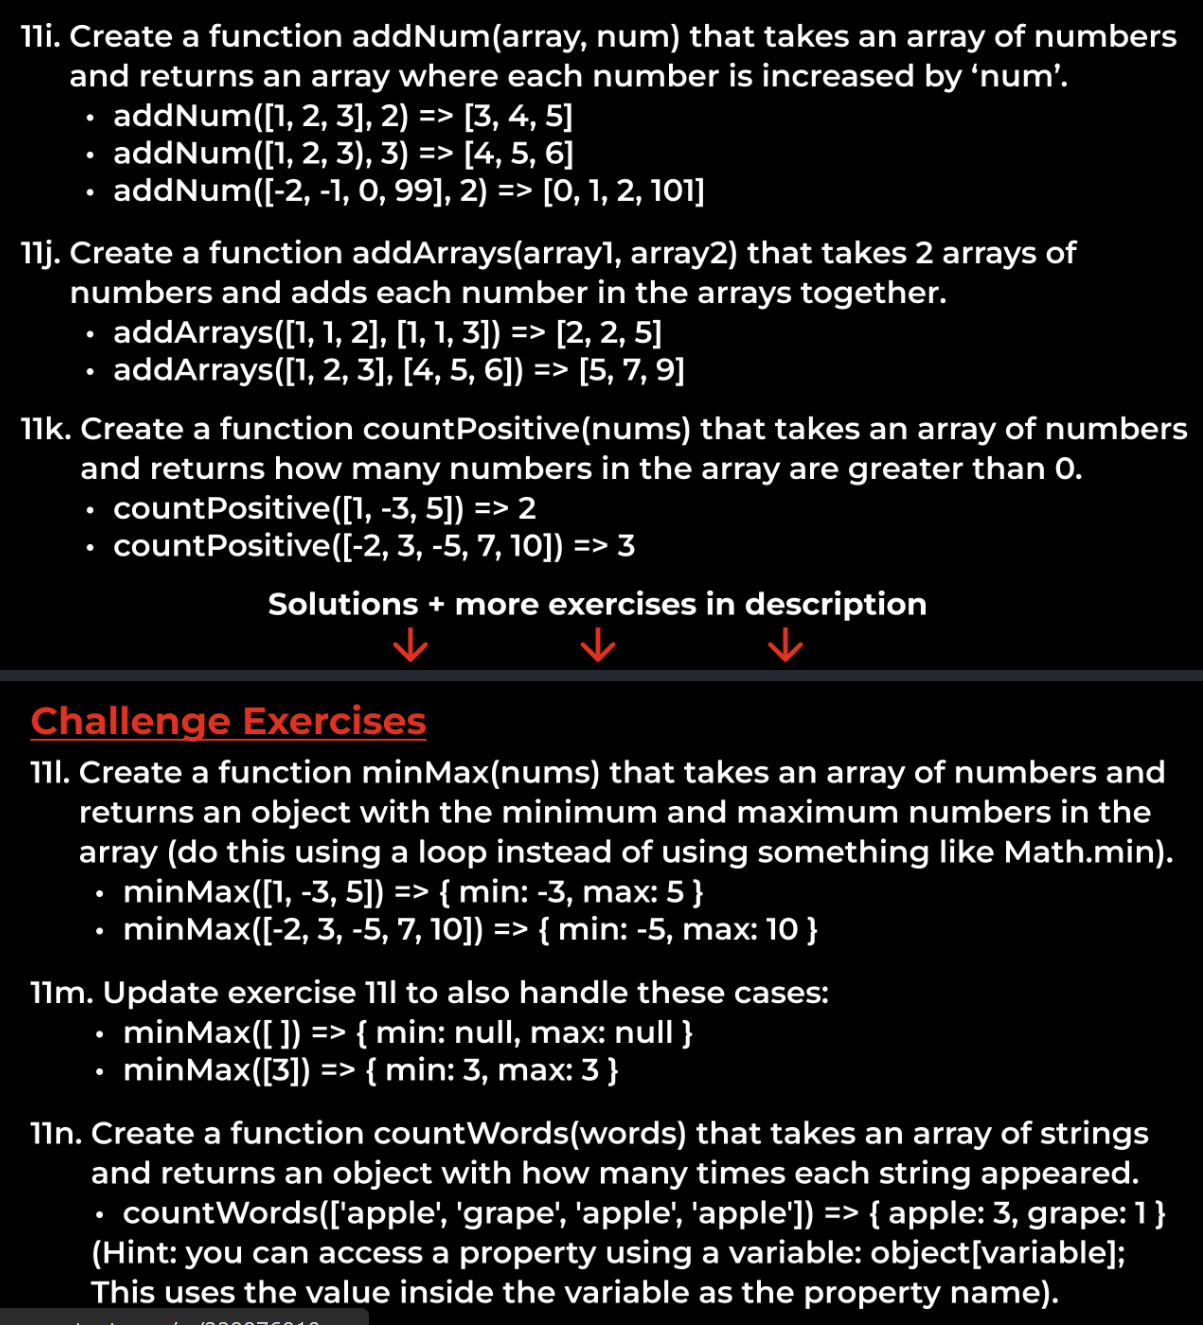 11i. Create a function addNum(array, num) that takes an array of numbers
and returns an array where each number is increased by ‘num’.
• addNum([1, 2, 3], 2) => [3, 4, 5]
• addNum([1, 2, 3), 3) => [4, 5, 6]
• addNum([-2, -1, 0, 99], 2) => [0, 1, 2, 101]
11j. Create a function addArrays(array1, array2) that takes 2 arrays of
numbers and adds each number in the arrays together.
• addArrays([1, 1, 2], [1, 1, 3]) => [2, 2, 5]
• addArrays([1, 2, 3], [4, 5, 6]) => [5, 7, 9]
11k. Create a function countPositive(nums) that takes an array of numbers
and returns how many numbers in the array are greater than 0.
• countPositive([1, -3, 5]) => 2
• countPositive([-2, 3, -5, 7, 10]) => 3
Solutions + more exercises in description
Challenge Exercises
11l. Create a function minMax(nums) that takes an array of numbers and
returns an object with the minimum and maximum numbers in the
array (do this using a loop instead of using something like Math.min).
• minMax([1, -3, 5]) => { min: -3, max: 5 }
• minMax([-2, 3, -5, 7, 10]) => { min: -5, max: 10 }
11m. Update exercise 11l to also handle these cases:
• minMax([ ]) => { min: null, max: null }
• minMax([3]) => { min: 3, max: 3 }
11n. Create a function countWords(words) that takes an array of strings
and returns an object with how many times each string appeared.
• countWords(['apple', 'grape', 'apple', 'apple']) => { apple: 3, grape: 1 }
(Hint: you can access a property using a variable: object[variable];
This uses the value inside the variable as the property name).